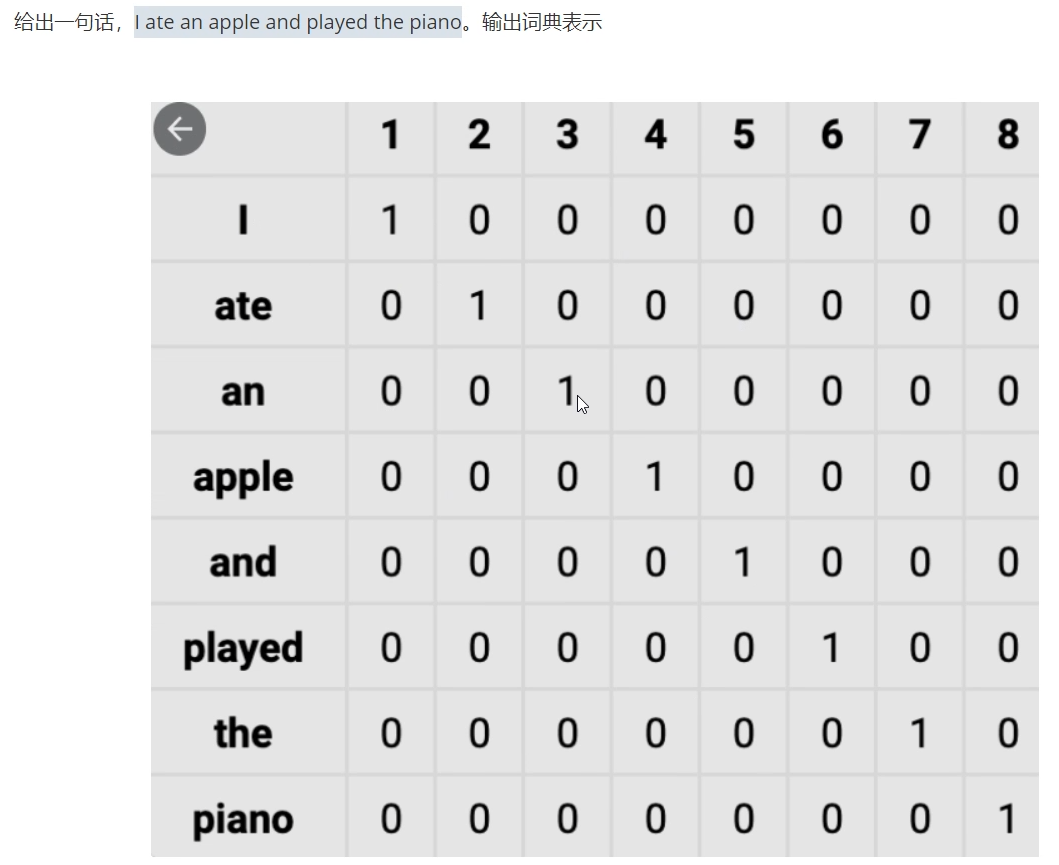 给出一句话，I ate an apple and played the piano。输出词典表示
1 2 3 4 5 6 7 8
I 1 0 0 0 0 0 0 0
ate 0 1 0 0 0 0 0 0
an 0 0 1 0 0 0 0 0
apple 0 0 0 1 0 0 0 0
and 0 0 0 0 1 0 0 0
played 0 0 0 0 0 1 0 0
the 0 0 0 0 0 0 1 0
piano 0 0 0 0 0 0 0 1